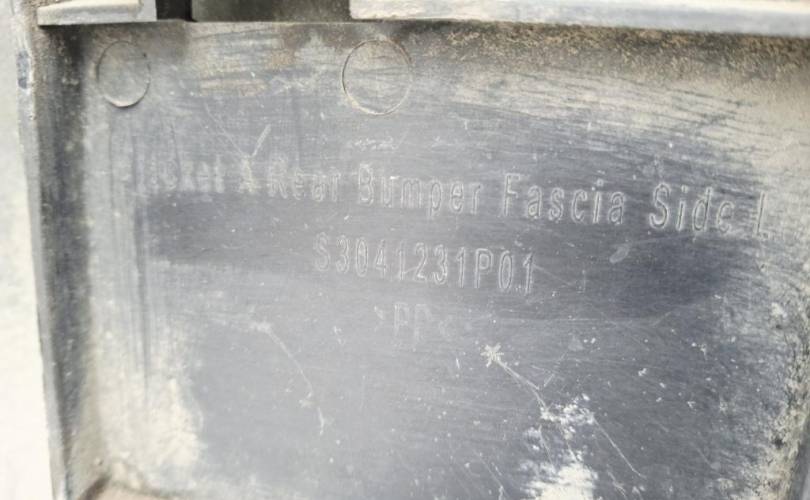 A Rear Bumper Fascia Side L
S3041231P01
>PP<